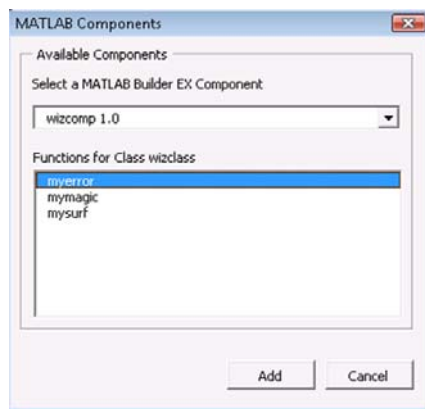 MATLAB Components
Available Components
Select a MATLAB Builder EX Component
wizcomp 1.0
Functions for Class wizclass
myerror
mymagic
mysurf
Add Cancel